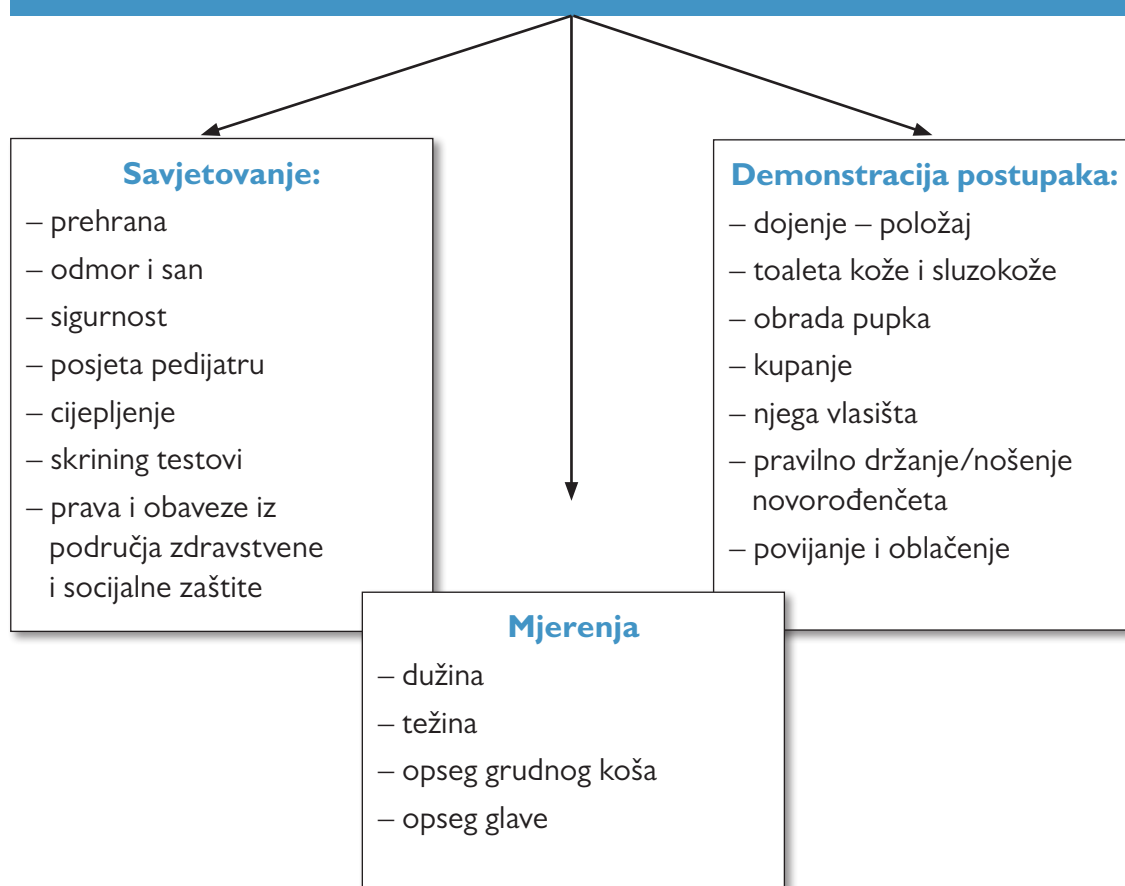 Savjetovanje:
– prehrana
– odmor i san
– sigurnost
– posjeta pedijatru
– cijepljenje
– skrining testovi
– prava i obaveze iz
područja zdravstvene
i socijalne zaštite
Demonstracija postupaka:
– dojenje – položaj
– toaleta kože i sluzokože
– obrada pupka
– kupanje
– njega vlasišta
– pravilno držanje/nošenje
novorođenčeta
– povijanje i oblačenje
Mjerenja
– dužina
– težina
– opseg grudnog koša
– opseg glave